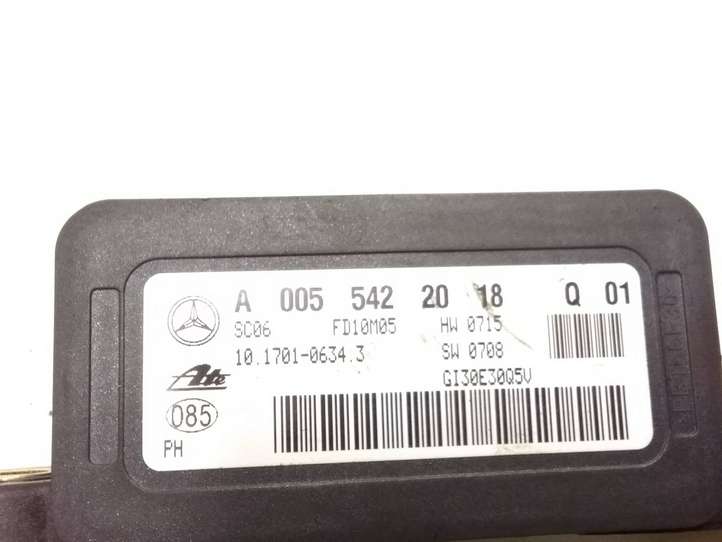 A 005 542 20 18 Q 01
SC06 FD10M05 HW 0715
10.1701-0634.3 SW 0708
Ate GI30E30Q5V
085
PH